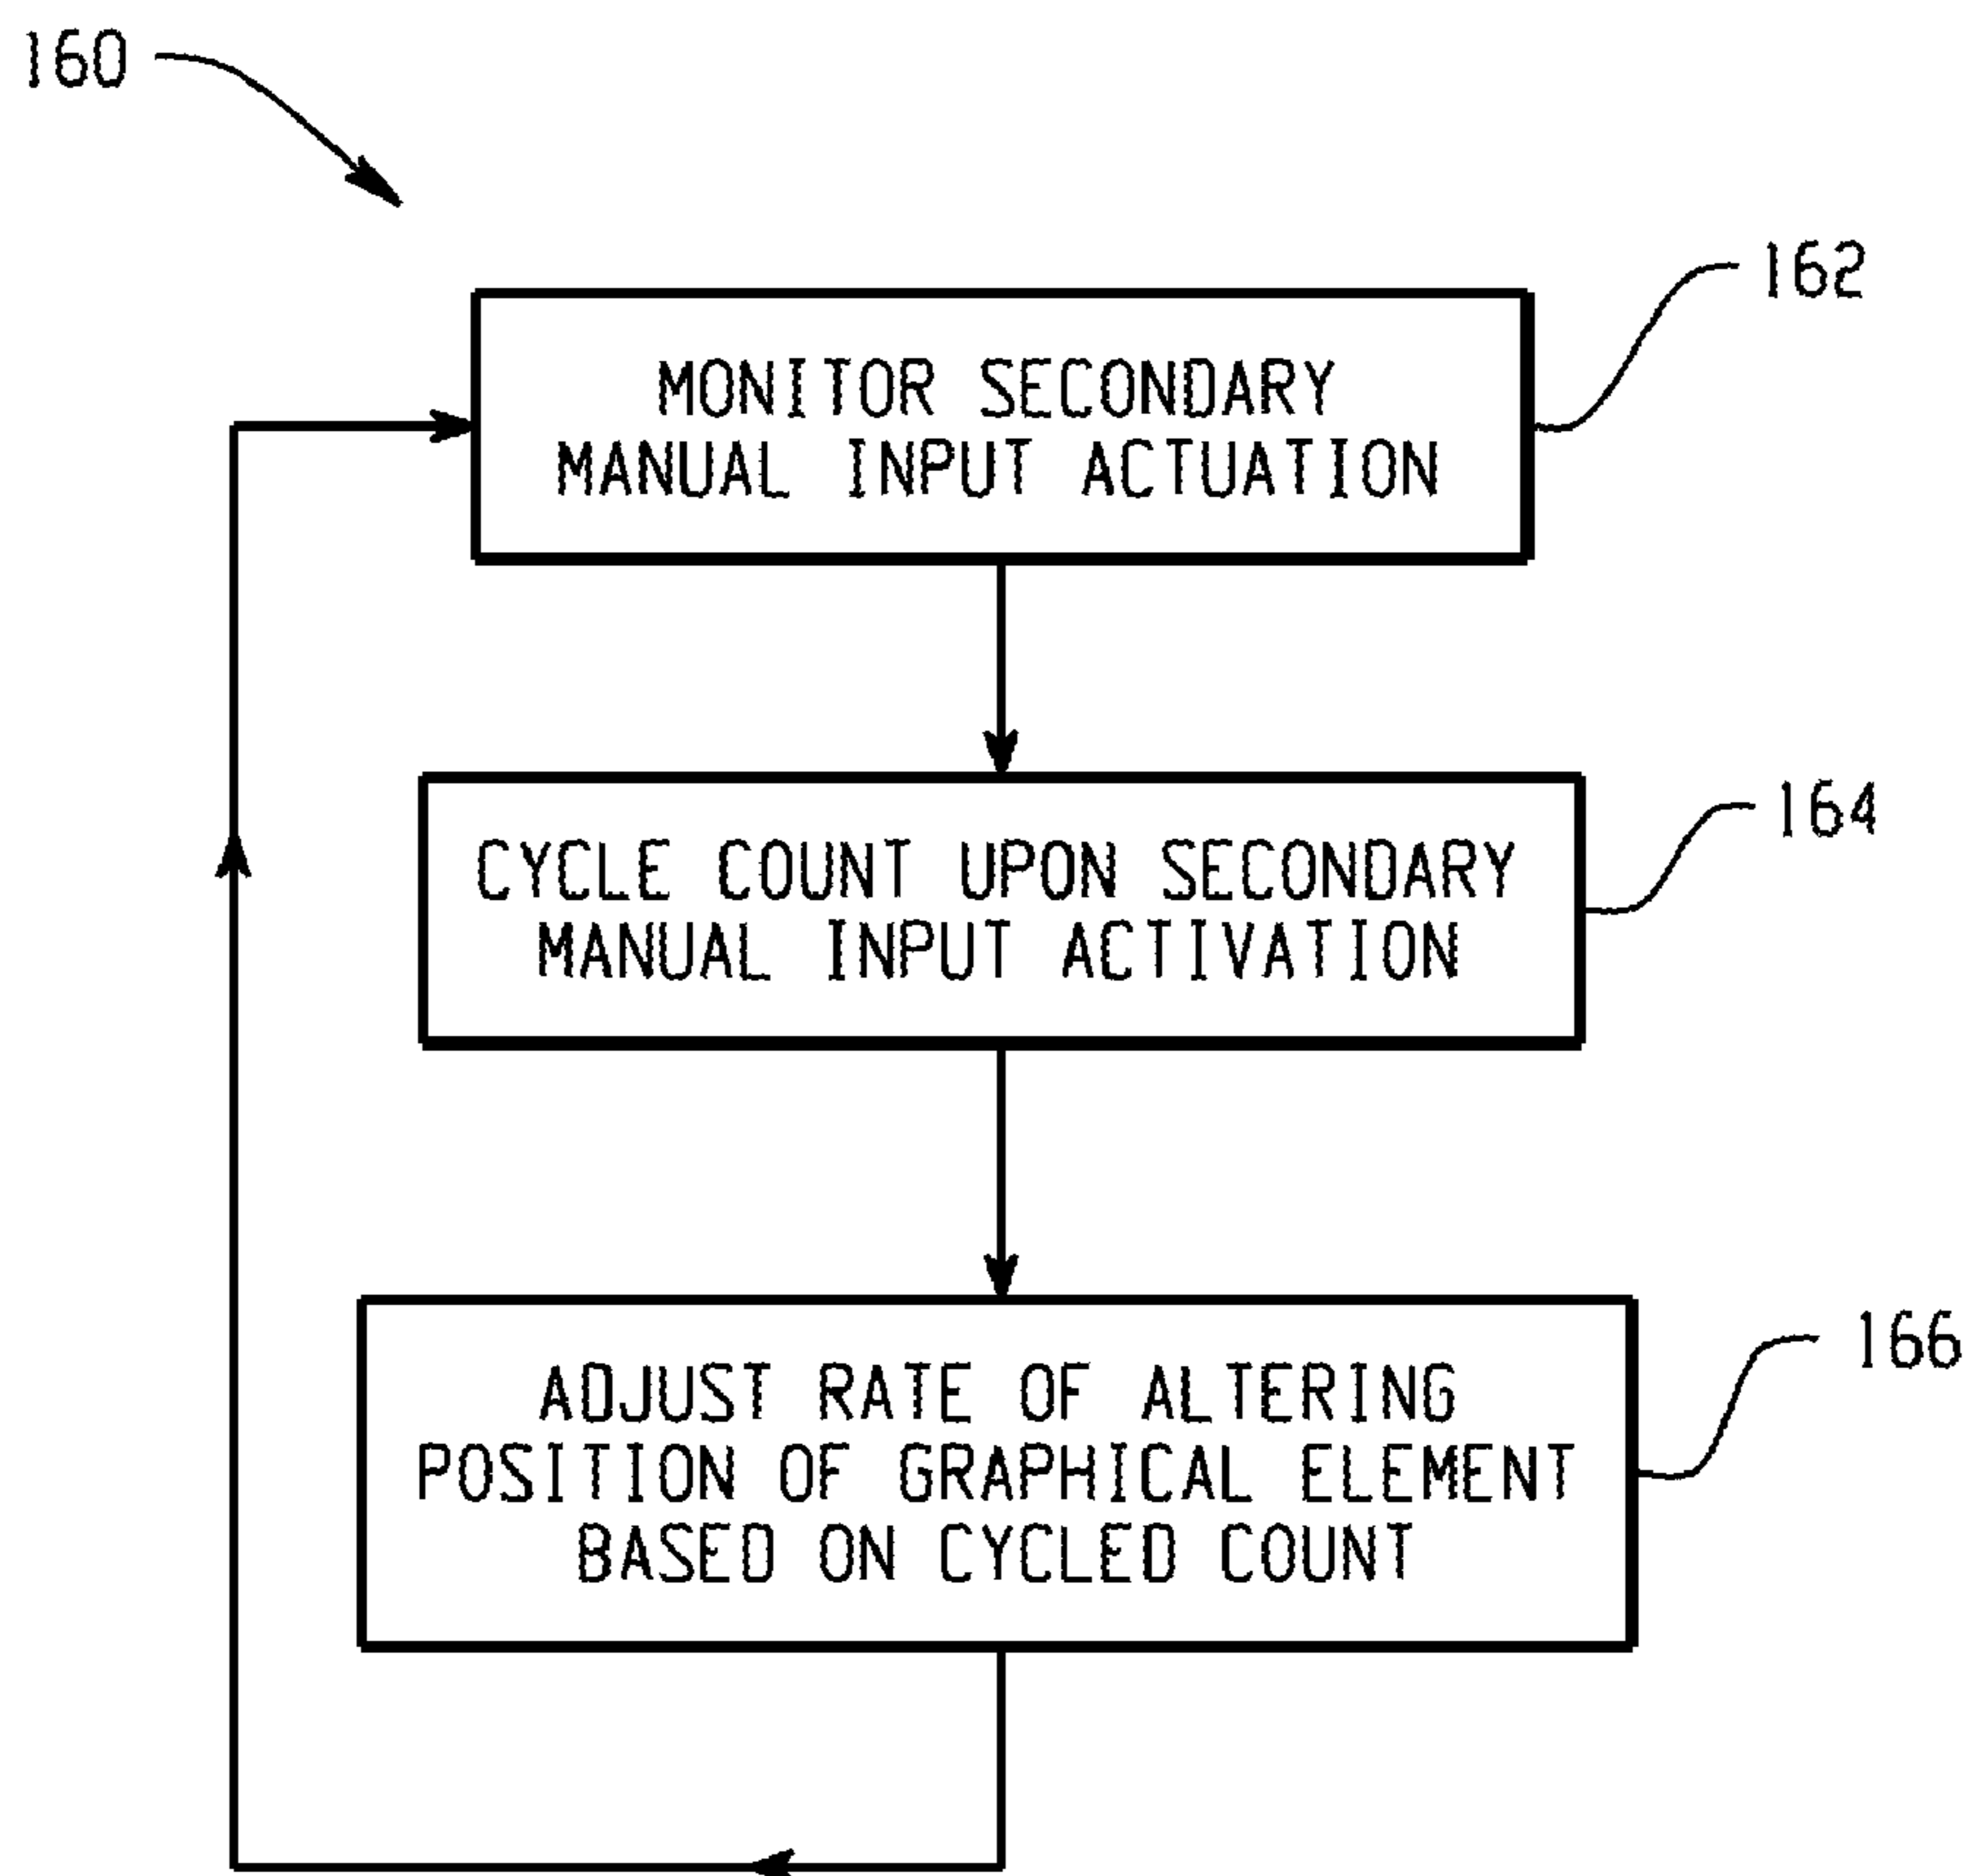 160
162
MONITOR SECONDARY
MANUAL INPUT ACTUATION
164
CYCLE COUNT UPON SECONDARY
MANUAL INPUT ACTIVATION
166
ADJUST RATE OF ALTERING
POSITION OF GRAPHICAL ELEMENT
BASED ON CYCLED COUNT